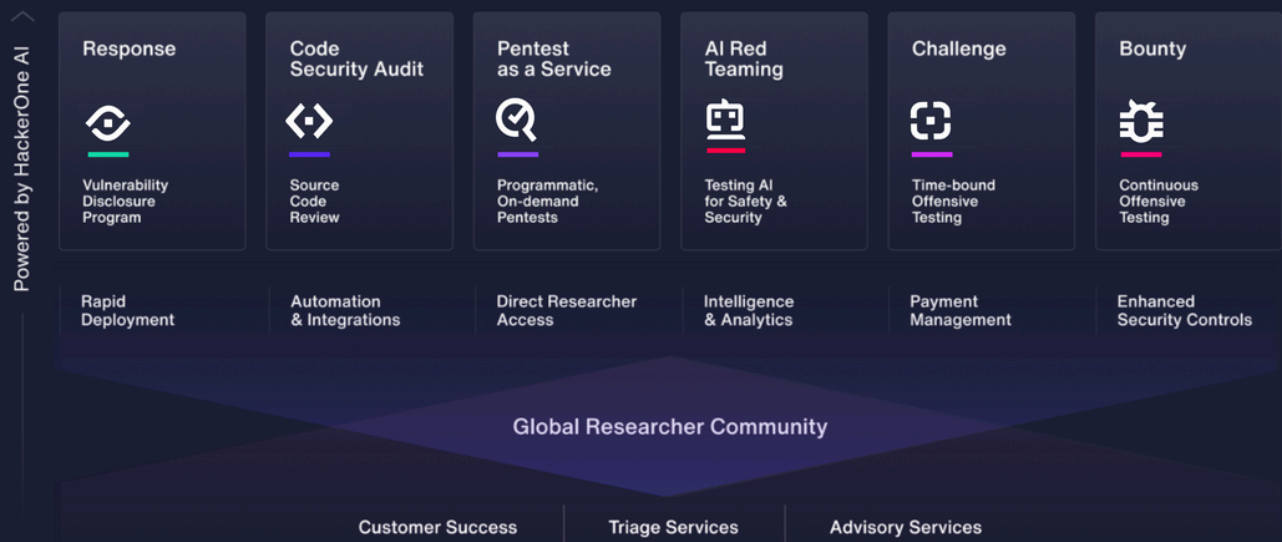 Powered by HackerOne AI
Response
Code
Security Audit
Pentest
as a Service
AI Red
Teaming
Challenge
Bounty
Vulnerability
Disclosure
Program
Source
Code
Review
Programmatic,
On-demand
Pentests
Testing AI
for Safety &
Security
Time-bound
Offensive
Testing
Continuous
Offensive
Testing
Rapid
Deployment
Automation
& Integrations
Direct Researcher
Access
Intelligence
& Analytics
Payment
Management
Enhanced
Security Controls
Global Researcher Community
Customer Success
Triage Services
Advisory Services